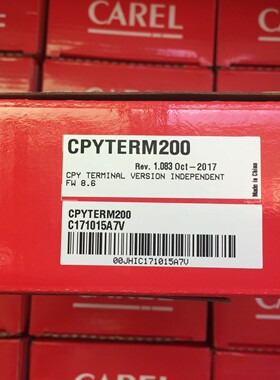 CAREL
CAREL
CPYTERM200
Rev. 1.083 Oct-2017
CPY TERMINAL VERSION INDEPENDENT
FW 8.6
Made in China
CPYTERM200
C171015A7V
00JHIC171015A7V
CAREL